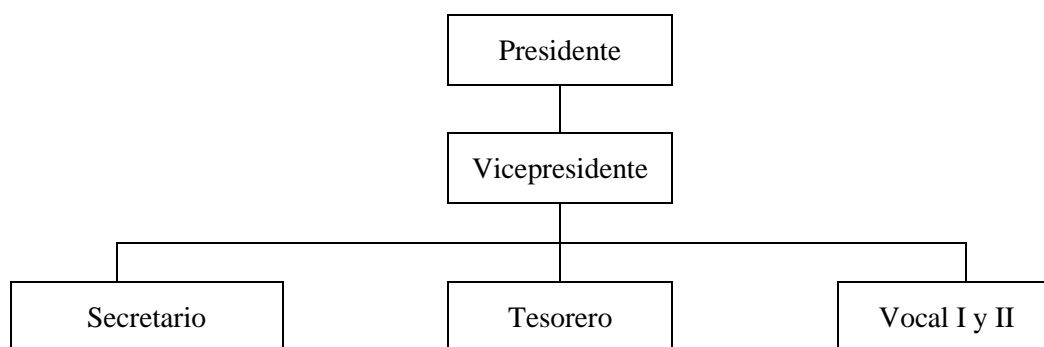 Presidente
Vicepresidente
Secretario
Tesorero
Vocal I y II